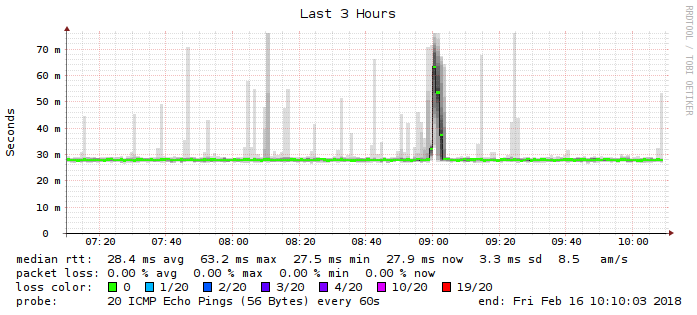 Last 3 Hours
RRDTOOL / TOBI OETIKER
Seconds
70 m
60 m
50 m
40 m
30 m
20 m
10 m
0
07:20 07:40 08:00 08:20 08:40 09:00 09:20 09:40 10:00
median rtt: 28.4 ms avg 63.2 ms max 27.5 ms min 27.9 ms now 3.3 ms sd 8.5 am/s
packet loss: 0.00 % avg 0.00 % max 0.00 % min 0.00 % now
loss color: 0 1/20 2/20 3/20 4/20 10/20 19/20
probe: 20 ICMP Echo Pings (56 Bytes) every 60s end: Fri Feb 16 10:10:03 2018